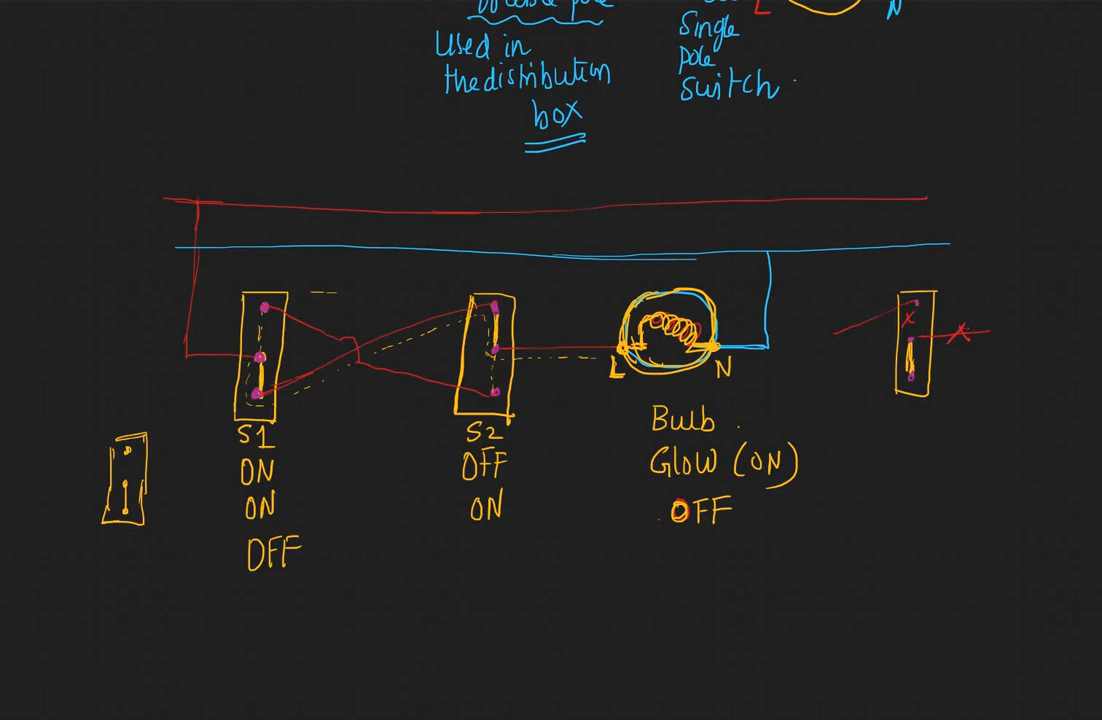 Used in
the distribution
box
L
N
Single
pole
switch.
L
N
S1
ON
ON
OFF
S2
OFF
ON
Bulb.
Glow (ON)
OFF